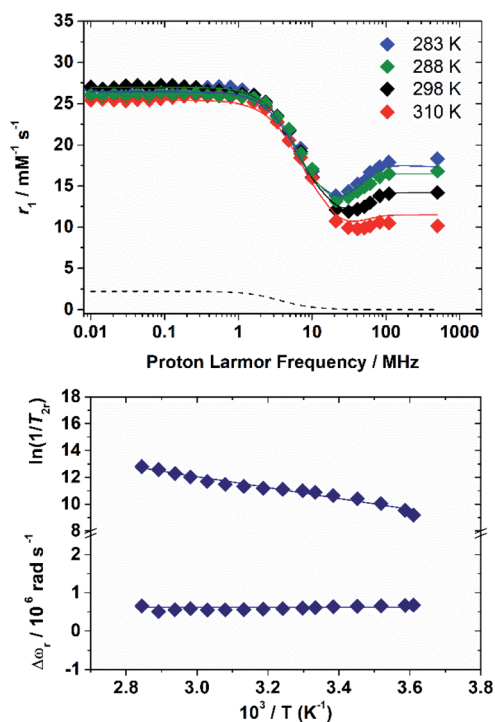 35
30
25
20
15
10
5
0
r₁ / mM⁻¹ s⁻¹
283 K
288 K
298 K
310 K
0.01 0.1 1 10 100 1000
Proton Larmor Frequency / MHz
18
16
14
12
10
8
2
1
0
-1
ln(1/T₂ᵣ)
Δωᵣ / 10⁶ rad s⁻¹
2.8 3.0 3.2 3.4 3.6 3.8
10³ / T (K⁻¹)